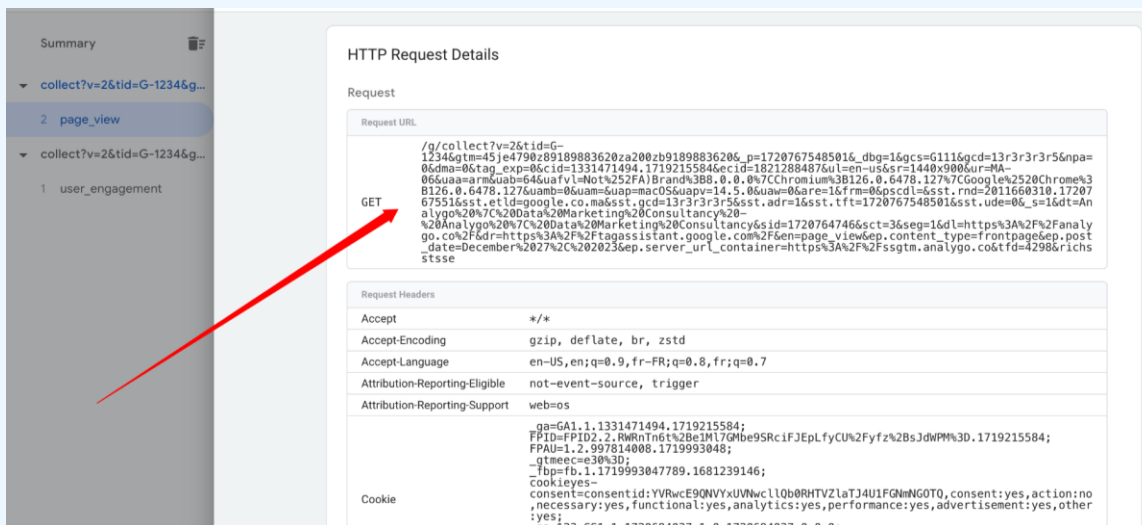 Summary
collect?v=2&tid=G-1234&g...
2 page_view
collect?v=2&tid=G-1234&g...
1 user_engagement
HTTP Request Details
Request
Request URL
GET
/g/collect?v=2&tid=G-
1234&gtm=45je4790z89189883620za200zb9189883620&_p=1720767548501&_dbg=1&gcs=G111&gcd=13r3r3r3r5&npa=
0&dma=0&tag_exp=0&cid=1331471494.1719215584&ecid=1821288487&ul=en-us&sr=1440x900&ur=MA-
06&uaa=arm&uab=64&uafvl=Not%252FA)Brand%3B8.0.0.0%7CChromium%3B126.0.6478.127%7CGoogle%2520Chrome%3
B126.0.6478.127&uamb=0&uam=&uap=macOS&uapv=14.5.0&uaw=0&are=1&frm=0&pscdl=&sst.rnd=2011660310.17207
67551&sst.etld=google.co.ma&sst.gcd=13r3r3r3r5&sst.adr=1&sst.tft=1720767548501&sst.ude=0&_s=1&dt=An
alygo%20%7C%20Data%20Marketing%20Consultancy%20-
%20Analygo%20%7C%20Data%20Marketing%20Consultancy&sid=1720764746&sct=3&seg=1&dl=https%3A%2F%2Fanaly
go.co%2F&dr=https%3A%2F%2Ftagassistant.google.com%2F&en=page_view&ep.content_type=frontpage&ep.post
_date=December%2027%2C%202023&ep.server_url_container=https%3A%2F%2Fssgtm.analygo.co&tfd=4298&richs
stsse
Request Headers
Accept */*
Accept-Encoding gzip, deflate, br, zstd
Accept-Language en-US,en;q=0.9,fr-FR;q=0.8,fr;q=0.7
Attribution-Reporting-Eligible not-event-source, trigger
Attribution-Reporting-Support web=os
Cookie
_ga=GA1.1.1331471494.1719215584;
FPID=FPID2.2.RWRnTn6t%2Be1Ml7GMbe9SRciFJEpLfyCU%2Fyfz%2BsJdWPM%3D.1719215584;
FPAU=1.2.997814008.1719993048;
_gtmeec=e30%3D;
_fbp=fb.1.1719993047789.1681239146;
cookieyes-
consent=consentid:YVRwcE9QNVYxUVNwcllQb0RHTVZlaTJ4U1FGNmNGOTQ,consent:yes,action:no
,necessary:yes,functional:yes,analytics:yes,performance:yes,advertisement:yes,other
:yes;